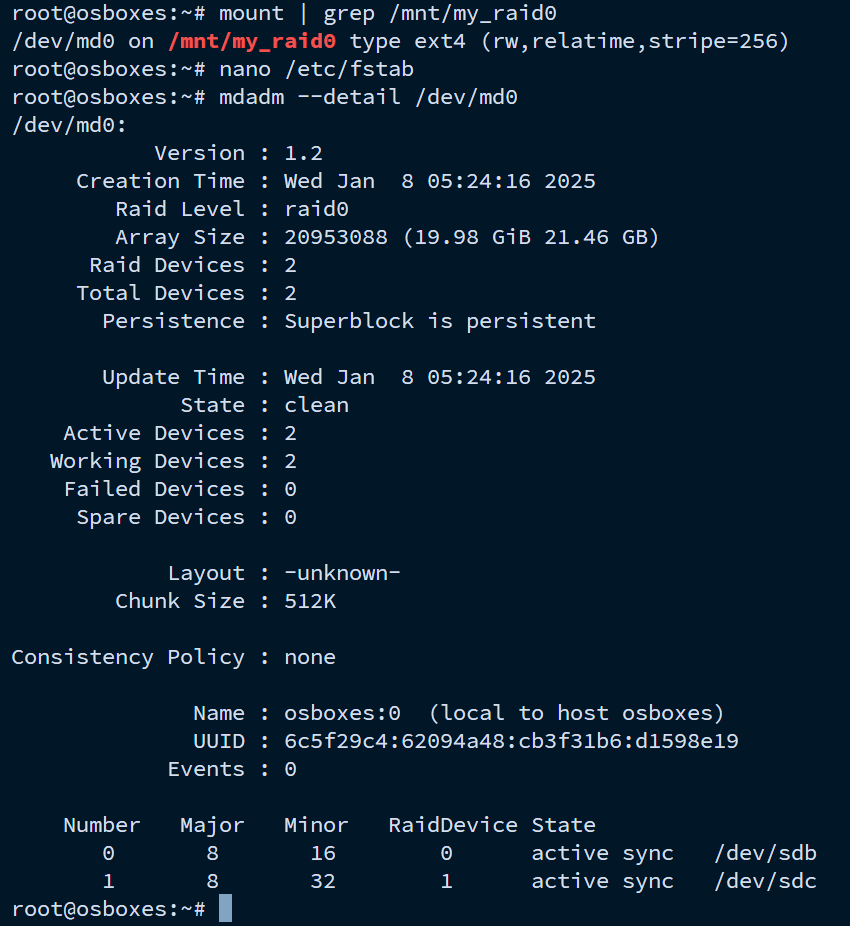 root@osboxes:~# mount | grep /mnt/my_raid0
/dev/md0 on /mnt/my_raid0 type ext4 (rw,relatime,stripe=256)
root@osboxes:~# nano /etc/fstab
root@osboxes:~# mdadm --detail /dev/md0
/dev/md0:
           Version : 1.2
     Creation Time : Wed Jan  8 05:24:16 2025
        Raid Level : raid0
        Array Size : 20953088 (19.98 GiB 21.46 GB)
      Raid Devices : 2
     Total Devices : 2
       Persistence : Superblock is persistent

       Update Time : Wed Jan  8 05:24:16 2025
             State : clean
    Active Devices : 2
   Working Devices : 2
    Failed Devices : 0
     Spare Devices : 0

            Layout : -unknown-
        Chunk Size : 512K

Consistency Policy : none

              Name : osboxes:0  (local to host osboxes)
              UUID : 6c5f29c4:62094a48:cb3f31b6:d1598e19
            Events : 0

    Number   Major   Minor   RaidDevice State
       0       8       16        0      active sync   /dev/sdb
       1       8       32        1      active sync   /dev/sdc
root@osboxes:~#